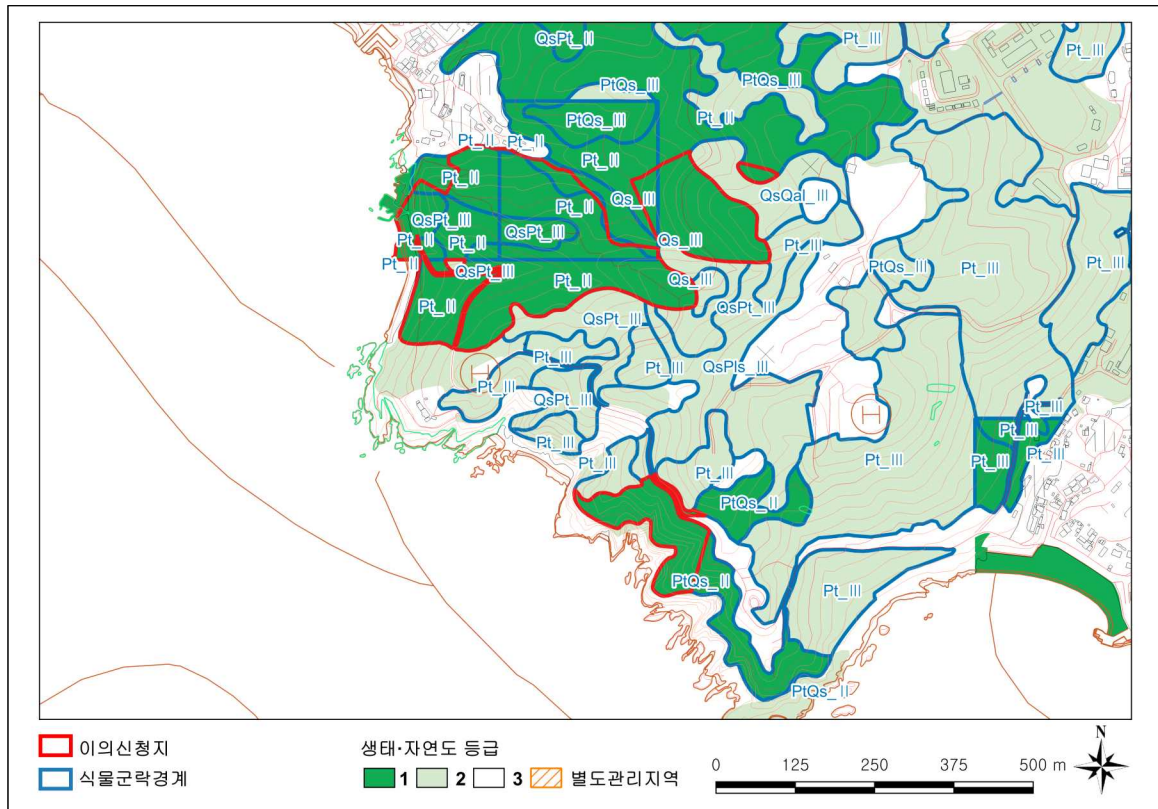 QsPt_Ⅱ
Pt_Ⅲ
Pt_Ⅲ
PtQs_Ⅲ
PtQs_Ⅲ
PtQs_Ⅲ
Pt_Ⅱ
Pt_Ⅱ
Pt_Ⅱ
Pt_Ⅱ
Pt_Ⅱ
Qs_Ⅲ
QsQal_Ⅲ
QsPt_Ⅲ
Pt_Ⅱ
QsPt_Ⅲ
Pt_Ⅱ
Pt_Ⅱ
Qs_Ⅲ
Pt_Ⅲ
PtQs_Ⅲ
Pt_Ⅲ
Pt_Ⅲ
Pt_Ⅱ
QsPt_Ⅲ
Pt_Ⅱ
Qs_Ⅲ
Pt_Ⅱ
QsPt_Ⅲ
QsPt_Ⅲ
Pt_Ⅲ
Pt_Ⅲ
QsPls_Ⅲ
Pt_Ⅲ
QsPt_Ⅲ
H
H
Pt_Ⅲ
Pt_Ⅲ
Pt_Ⅲ
Pt_Ⅲ
Pt_Ⅲ
Pt_Ⅲ
Pt_Ⅲ
Pt_Ⅲ
Pt_Ⅲ
PtQs_Ⅱ
PtQs_Ⅱ
Pt_Ⅲ
PtQs_Ⅱ
이의신청지
식물군락경계
생태·자연도 등급
1 2 3 별도관리지역
0 125 250 375 500 m
N